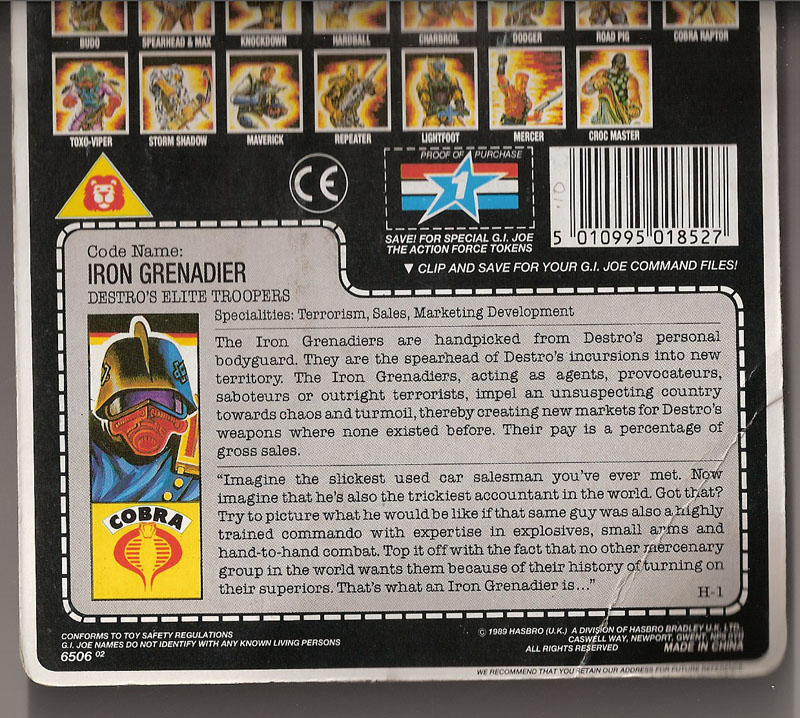 BUDO SPEARHEAD & MAX KNOCKDOWN HARDBALL CHARBROIL DODGER ROAD PIG COBRA RAPTOR
TOXO-VIPER STORM SHADOW MAVERICK REPEATER LIGHTFOOT MERCER CROC MASTER
CE
PROOF OF PURCHASE
1
SAVE! FOR SPECIAL G.I. JOE
THE ACTION FORCE TOKENS
5 010995 018527
▼ CLIP AND SAVE FOR YOUR G.I. JOE COMMAND FILES!
Code Name:
IRON GRENADIER
DESTRO'S ELITE TROOPERS
Specialities: Terrorism, Sales, Marketing Development
The Iron Grenadiers are handpicked from Destro's personal
bodyguard. They are the spearhead of Destro's incursions into new
territory. The Iron Grenadiers, acting as agents, provocateurs,
saboteurs or outright terrorists, impel an unsuspecting country
towards chaos and turmoil, thereby creating new markets for Destro's
weapons where none existed before. Their pay is a percentage of
gross sales.
"Imagine the slickest used car salesman you've ever met. Now
imagine that he's also the trickiest accountant in the world. Got that?
Try to picture what he would be like if that same guy was also a highly
trained commando with expertise in explosives, small arms and
hand-to-hand combat. Top it off with the fact that no other mercenary
group in the world wants them because of their history of turning on
their superiors. That's what an Iron Grenadier is..."
H-1
COBRA
CONFORMS TO TOY SAFETY REGULATIONS
G.I. JOE NAMES DO NOT IDENTIFY WITH ANY KNOWN LIVING PERSONS
6506 02
© 1989 HASBRO (U.K.) A DIVISION OF HASBRO BRADLEY U.K. LTD.
CASWELL WAY, NEWPORT, GWENT,
ALL RIGHTS RESERVED MADE IN CHINA
WE RECOMMEND THAT YOU RETAIN OUR ADDRESS FOR FUTURE REFERENCE